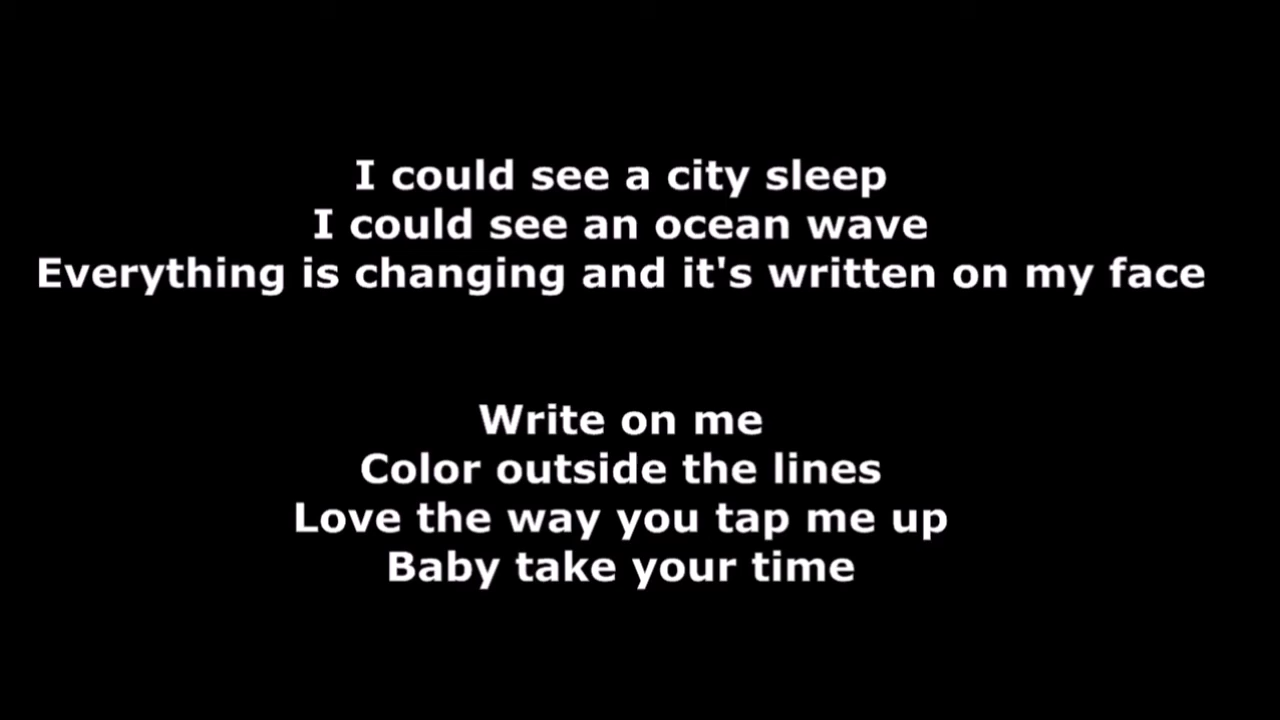 I could see a city sleep
I could see an ocean wave
Everything is changing and it's written on my face
Write on me
Color outside the lines
Love the way you tap me up
Baby take your time